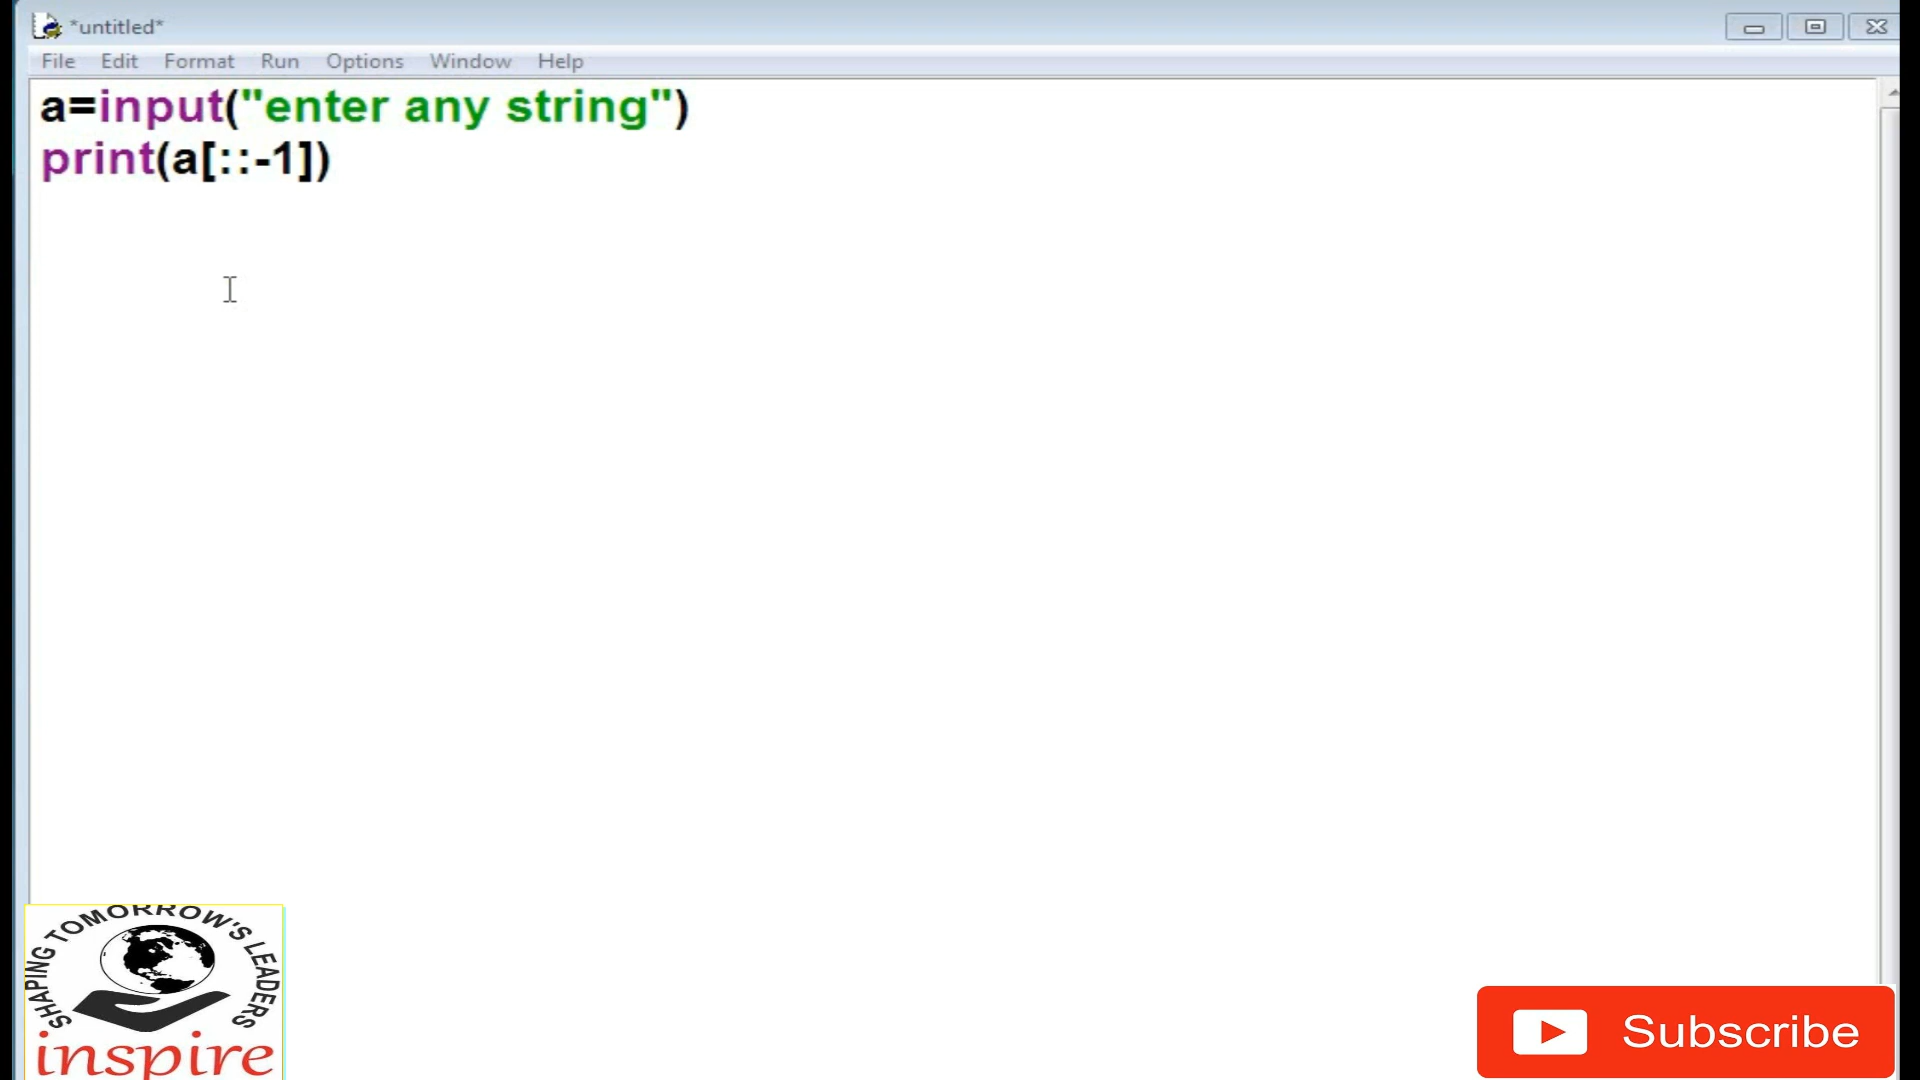 *untitled*
File Edit Format Run Options Window Help
a=input("enter any string")
print(a[::-1])
SHAPING TOMORROW'S LEADERS
inspire
Subscribe